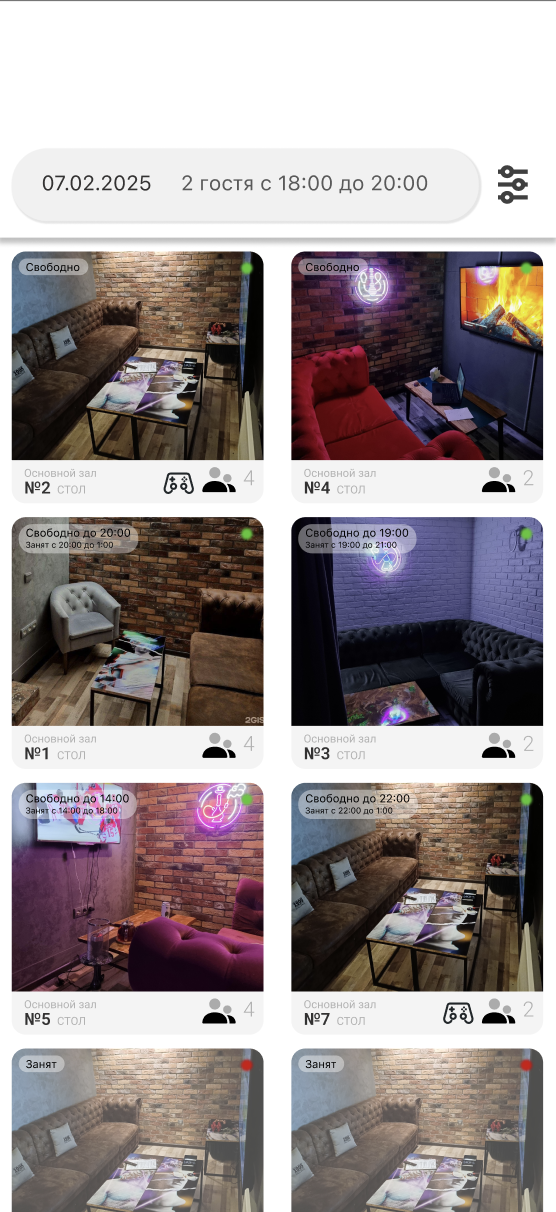 07.02.2025 2 гостя с 18:00 до 20:00
Свободно
Основной зал
№2 стол
4
Свободно
Основной зал
№4 стол
2
Свободно до 20:00
Занят с 20:00 до 1:00
2GIS
Основной зал
№1 стол
4
Свободно до 19:00
Занят с 19:00 до 21:00
Основной зал
№3 стол
2
Свободно до 14:00
Занят с 14:00 до 18:00
Основной зал
№5 стол
4
Свободно до 22:00
Занят с 22:00 до 1:00
Основной зал
№7 стол
2
Занят
Занят